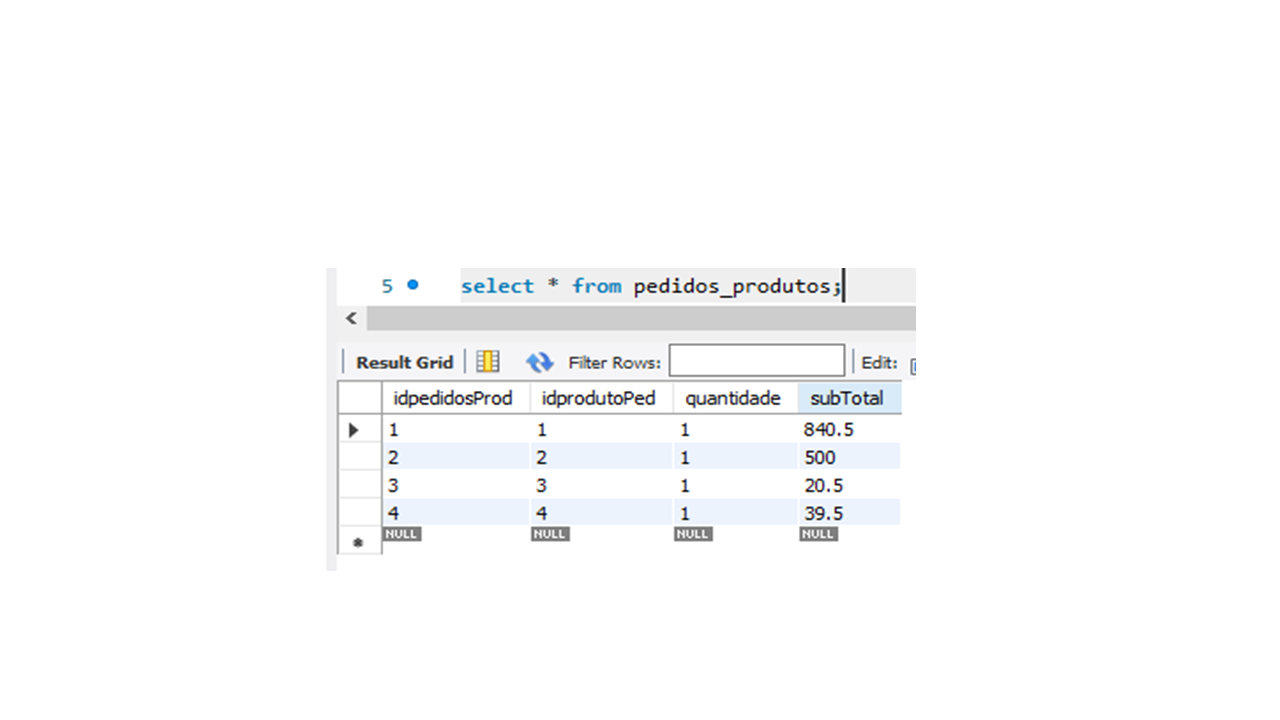 5 select * from pedidos_produtos;
Result Grid Filter Rows: Edit:
idpedidosProd idprodutoPed quantidade subTotal
1 1 1 840.5
2 2 1 500
3 3 1 20.5
4 4 1 39.5
NULL NULL NULL NULL